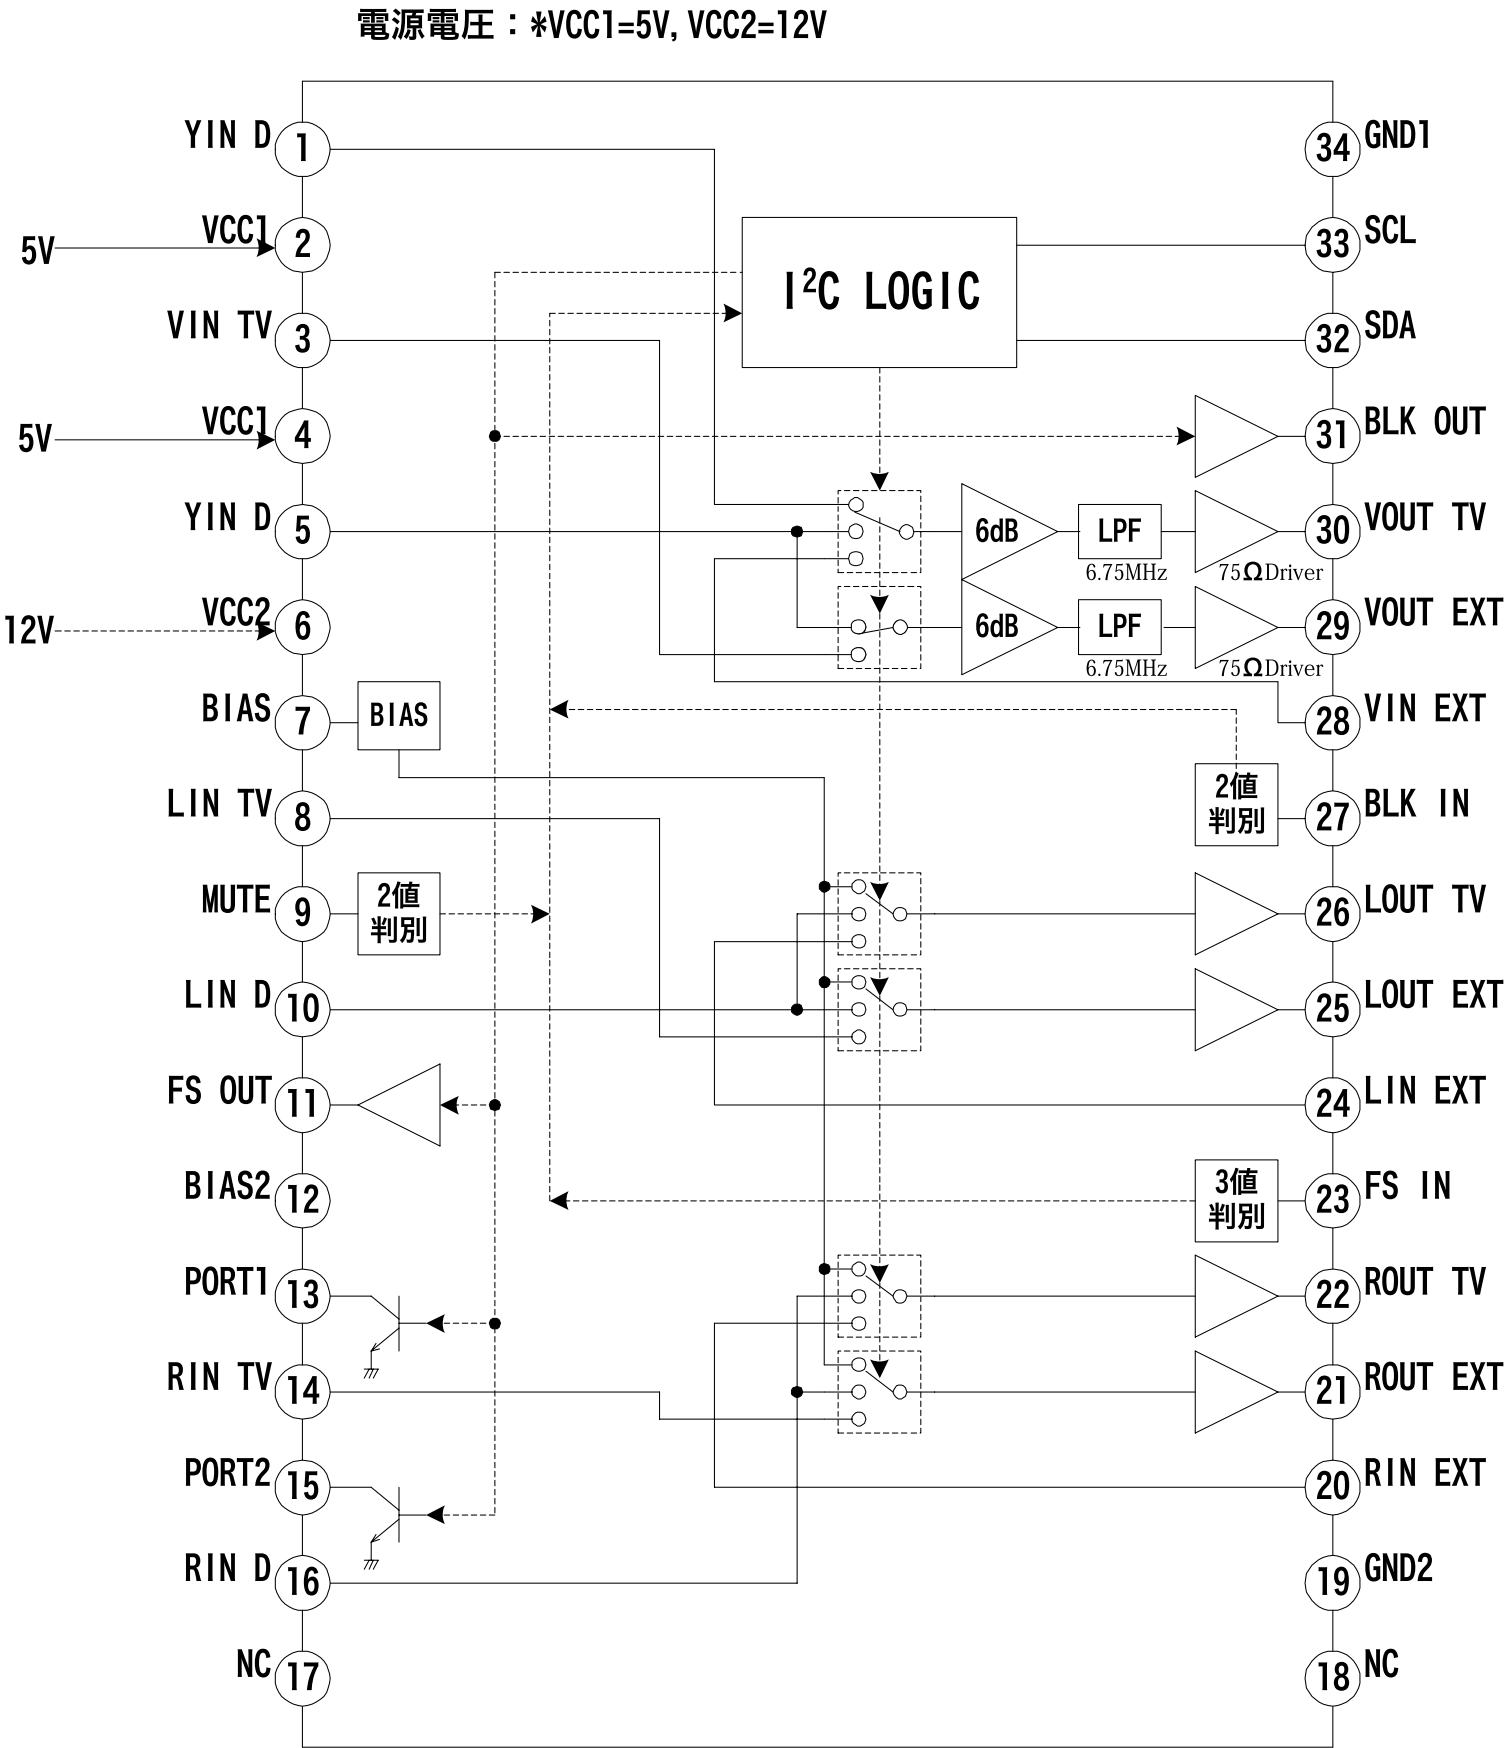 電源電圧：*VCC1=5V, VCC2=12V
YIN D
1
5V
VCC1
2
VIN TV
3
5V
VCC1
4
YIN D
5
12V
VCC2
6
BIAS
7
BIAS
LIN TV
8
MUTE
9
2値
判別
LIN D
10
FS OUT
11
BIAS2
12
PORT1
13
RIN TV
14
PORT2
15
RIN D
16
NC
17
I²C LOGIC
6dB
LPF
6.75MHz
75ΩDriver
6dB
LPF
6.75MHz
75ΩDriver
2値
判別
3値
判別
34
GND1
33
SCL
32
SDA
31
BLK OUT
30
VOUT TV
29
VOUT EXT
28
VIN EXT
27
BLK IN
26
LOUT TV
25
LOUT EXT
24
LIN EXT
23
FS IN
22
ROUT TV
21
ROUT EXT
20
RIN EXT
19
GND2
18
NC